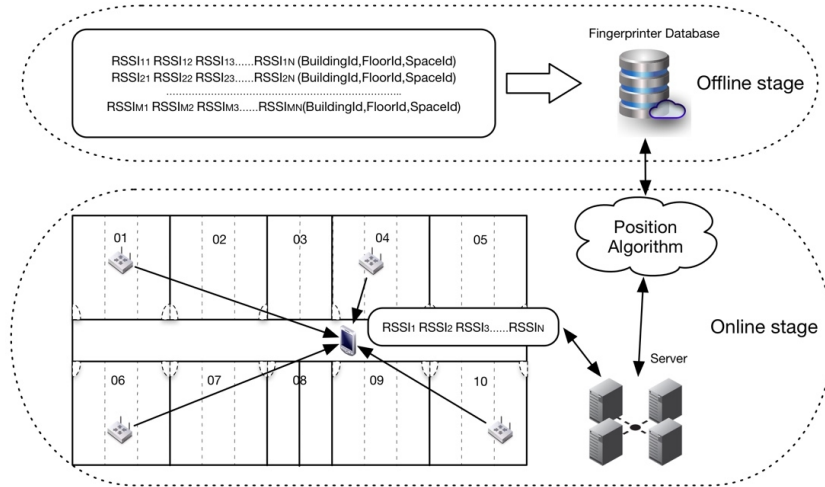 Fingerprinter Database
RSSI11 RSSI12 RSSI13......RSSI1N (BuildingId,FloorId,SpaceId)
RSSI21 RSSI22 RSSI23......RSSI2N (BuildingId,FloorId,SpaceId)
................................................................................
RSSIM1 RSSIM2 RSSIM3......RSSIMN(BuildingId,FloorId,SpaceId)
Offline stage
Position
Algorithm
01
02
03
04
05
RSSI1 RSSI2 RSSI3......RSSIN
Online stage
Server
06
07
08
09
10